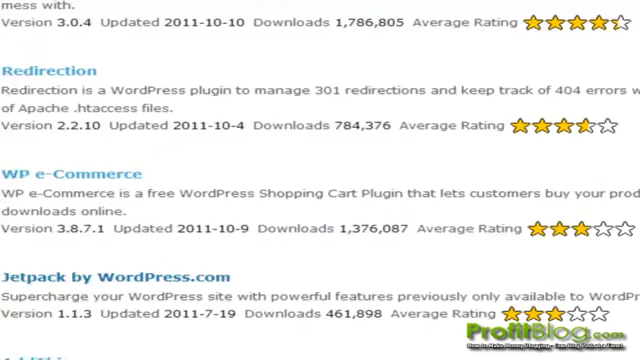 mess with.
Version 3.0.4 Updated 2011-10-10 Downloads 1,786,805 Average Rating
Redirection
Redirection is a WordPress plugin to manage 301 redirections and keep track of 404 errors w
of Apache .htaccess files.
Version 2.2.10 Updated 2011-10-4 Downloads 784,376 Average Rating
WP e-Commerce
WP e-Commerce is a free WordPress Shopping Cart Plugin that lets customers buy your prod
downloads online.
Version 3.8.7.1 Updated 2011-10-9 Downloads 1,376,087 Average Rating
Jetpack by WordPress.com
Supercharge your WordPress site with powerful features previously only available to WordPr
Version 1.1.3 Updated 2011-7-19 Downloads 461,898 Average Rating
ProfitBlog.com